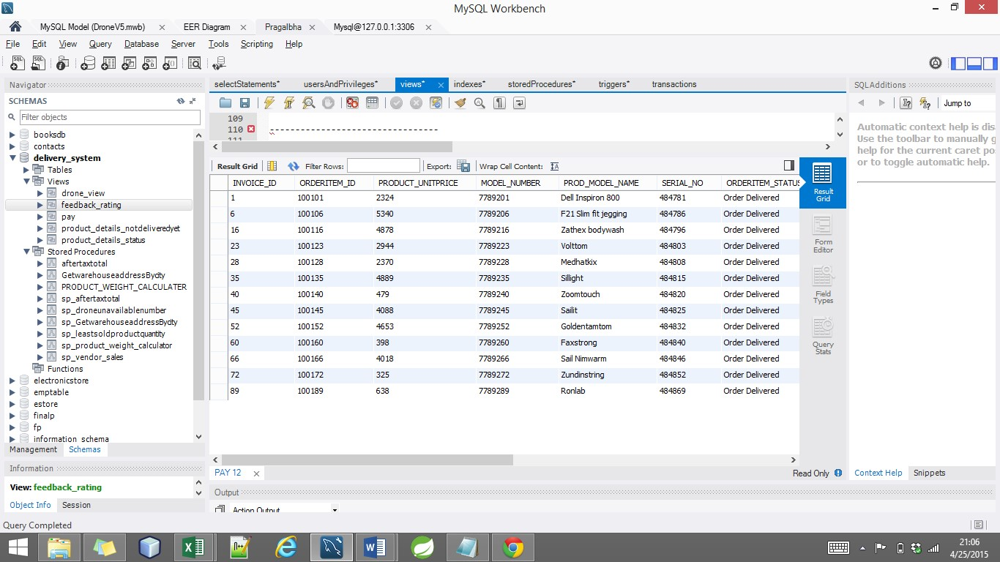 MySQL Workbench
MySQL Model (DroneV5.mwb) EER Diagram Pragalbha Mysql@127.0.0.1:3306
File Edit View Query Database Server Tools Scripting Help
Navigator
SCHEMAS
Filter objects
booksdb
contacts
delivery_system
Tables
Views
drone_view
feedback_rating
pay
product_details_notdeliveredyet
product_details_status
Stored Procedures
aftertaxtotal
GetwarehouseaddressBycity
PRODUCT_WEIGHT_CALCULATER
sp_aftertaxtotal
sp_droneunavailablenumber
sp_GetwarehouseaddressBycity
sp_leastsoldproductquantity
sp_product_weight_calculator
sp_vendor_sales
Functions
electronicstore
emptable
estore
finalp
fp
information_schema
Management Schemas
Information
View: feedback_rating
Object Info Session
selectStatements* usersAndPrivileges* views* indexes* storedProcedures* triggers* transactions
109
110 --------------------------------
111
Result Grid Filter Rows: Export: Wrap Cell Content:
INVOICE_ID ORDERITEM_ID PRODUCT_UNITPRICE MODEL_NUMBER PROD_MODEL_NAME SERIAL_NO ORDERITEM_STATUS
1 100101 2324 7789201 Dell Inspiron 800 484781 Order Delivered
6 100106 5340 7789206 F21 Slim fit jegging 484786 Order Delivered
16 100116 4878 7789216 Zathex bodywash 484796 Order Delivered
23 100123 2944 7789223 Volttom 484803 Order Delivered
28 100128 2370 7789228 Medhatkix 484808 Order Delivered
35 100135 4889 7789235 Sillight 484815 Order Delivered
40 100140 479 7789240 Zoomtouch 484820 Order Delivered
45 100145 4088 7789245 Sailit 484825 Order Delivered
52 100152 4653 7789252 Goldentamtom 484832 Order Delivered
60 100160 398 7789260 Faxstrong 484840 Order Delivered
66 100166 4018 7789266 Sail Nimwarm 484846 Order Delivered
72 100172 325 7789272 Zundinstring 484852 Order Delivered
89 100189 638 7789289 Ronlab 484869 Order Delivered
Result
Grid
Form
Editor
Field
Types
Query
Stats
PAY 12 Read Only
Output
Action Output
SQLAdditions
Jump to
Automatic context help is disa
Use the toolbar to manually g
help for the current caret pos
or to toggle automatic help.
Context Help Snippets
Query Completed
21:06
4/25/2015